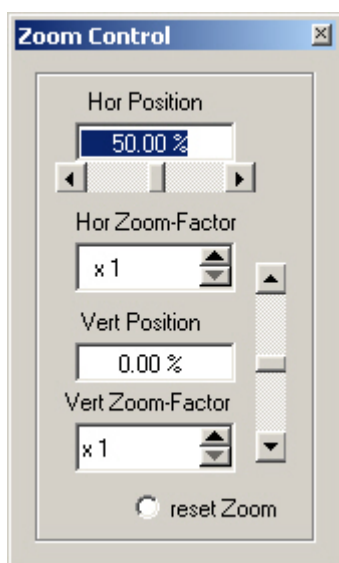 Zoom Control
Hor Position
50.00 %
Hor Zoom-Factor
x 1
Vert Position
0.00 %
Vert Zoom-Factor
x 1
reset Zoom